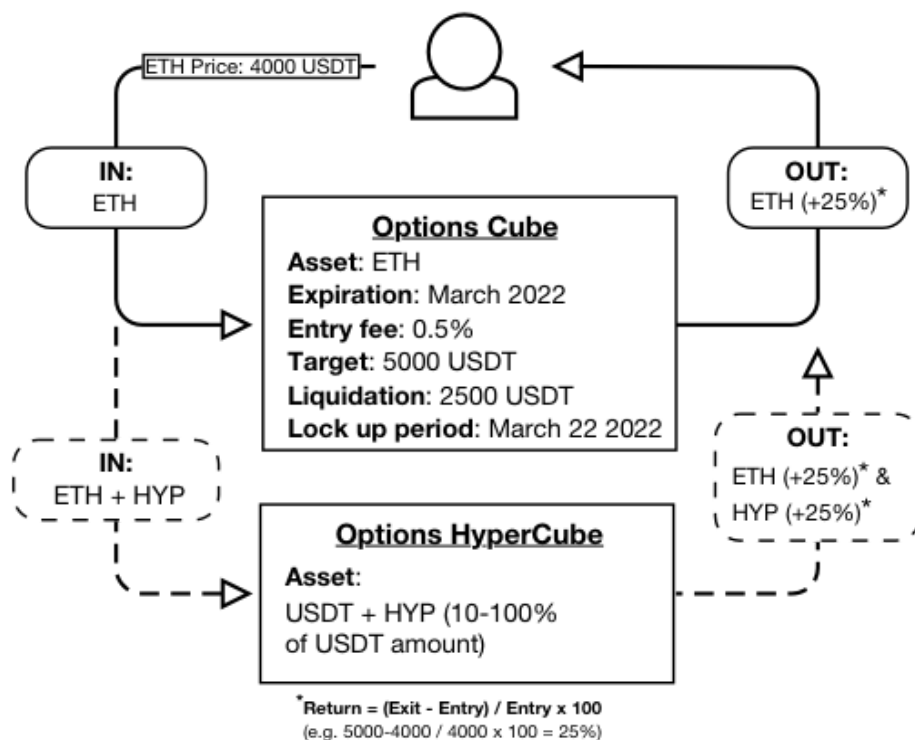 ETH Price: 4000 USDT
IN:
ETH
OUT:
ETH (+25%)*
Options Cube
Asset: ETH
Expiration: March 2022
Entry fee: 0.5%
Target: 5000 USDT
Liquidation: 2500 USDT
Lock up period: March 22 2022
IN:
ETH + HYP
OUT:
ETH (+25%)* &
HYP (+25%)*
Options HyperCube
Asset:
USDT + HYP (10-100%
of USDT amount)
*Return = (Exit - Entry) / Entry x 100
(e.g. 5000-4000 / 4000 x 100 = 25%)